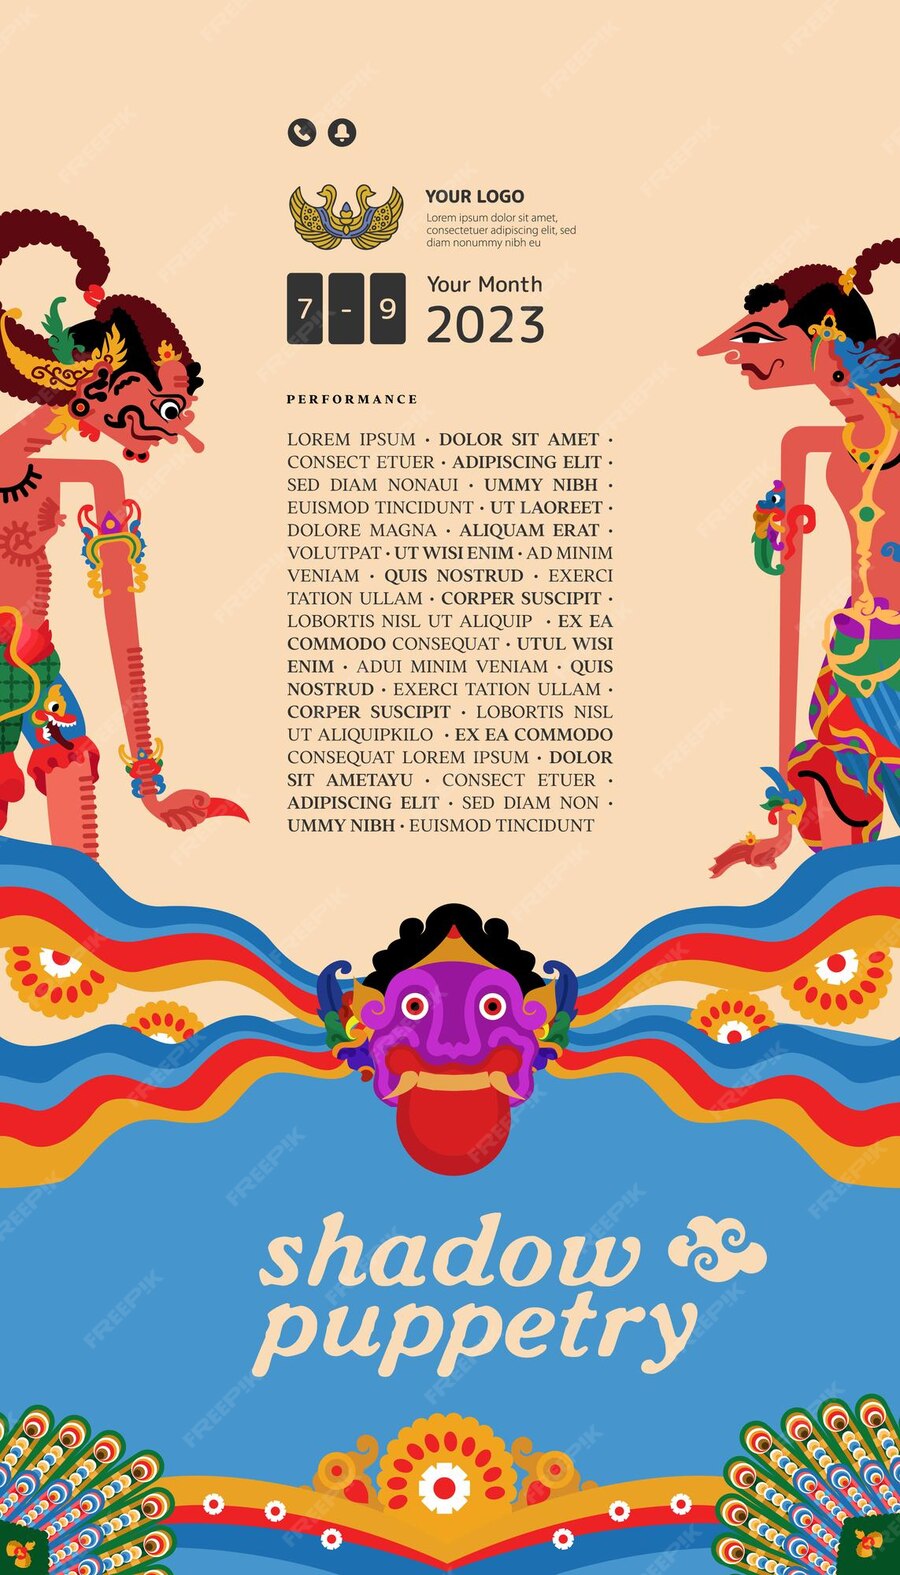 YOUR LOGO
Lorem ipsum dolor sit amet,
consectetuer adipiscing elit, sed
diam nonummy nibh eu
7 - 9
Your Month
2023
PERFORMANCE
LOREM IPSUM • DOLOR SIT AMET •
CONSECT ETUER • ADIPISCING ELIT •
SED DIAM NONAUI • UMMY NIBH •
EUISMOD TINCIDUNT • UT LAOREET •
DOLORE MAGNA • ALIQUAM ERAT •
VOLUTPAT • UT WISI ENIM • AD MINIM
VENIAM • QUIS NOSTRUD • EXERCI
TATION ULLAM • CORPER SUSCIPIT •
LOBORTIS NISL UT ALIQUIP • EX EA
COMMODO CONSEQUAT • UTUL WISI
ENIM • ADUI MINIM VENIAM • QUIS
NOSTRUD • EXERCI TATION ULLAM •
CORPER SUSCIPIT • LOBORTIS NISL
UT ALIQUIPKILO • EX EA COMMODO
CONSEQUAT LOREM IPSUM • DOLOR
SIT AMETAYU • CONSECT ETUER •
ADIPISCING ELIT • SED DIAM NON •
UMMY NIBH • EUISMOD TINCIDUNT
shadow
puppetry
FREEPIK